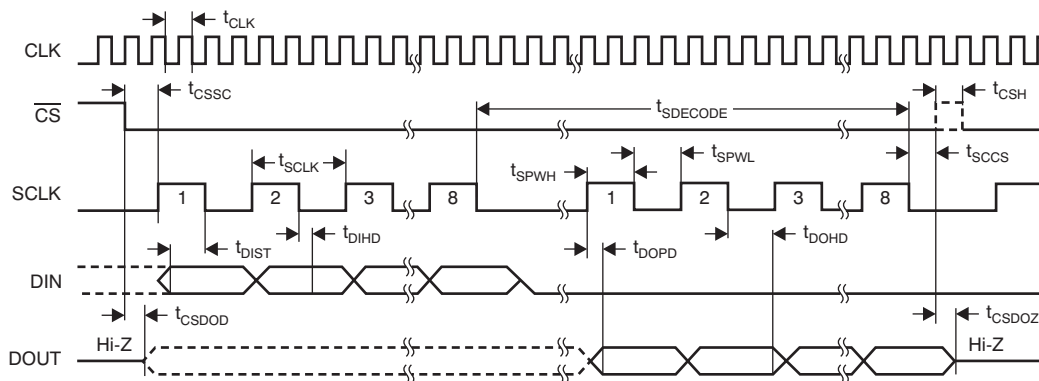 tCLK
CLK
tCSSC
tCSH
CS
tSDECODE
tSCLK
tSPWH
tSPWL
tSCCS
SCLK
1 2 3 8 1 2 3 8
tDIST
tDIHD
tDOPD
tDOHD
DIN
tCSDOD
tCSDOZ
Hi-Z
Hi-Z
DOUT